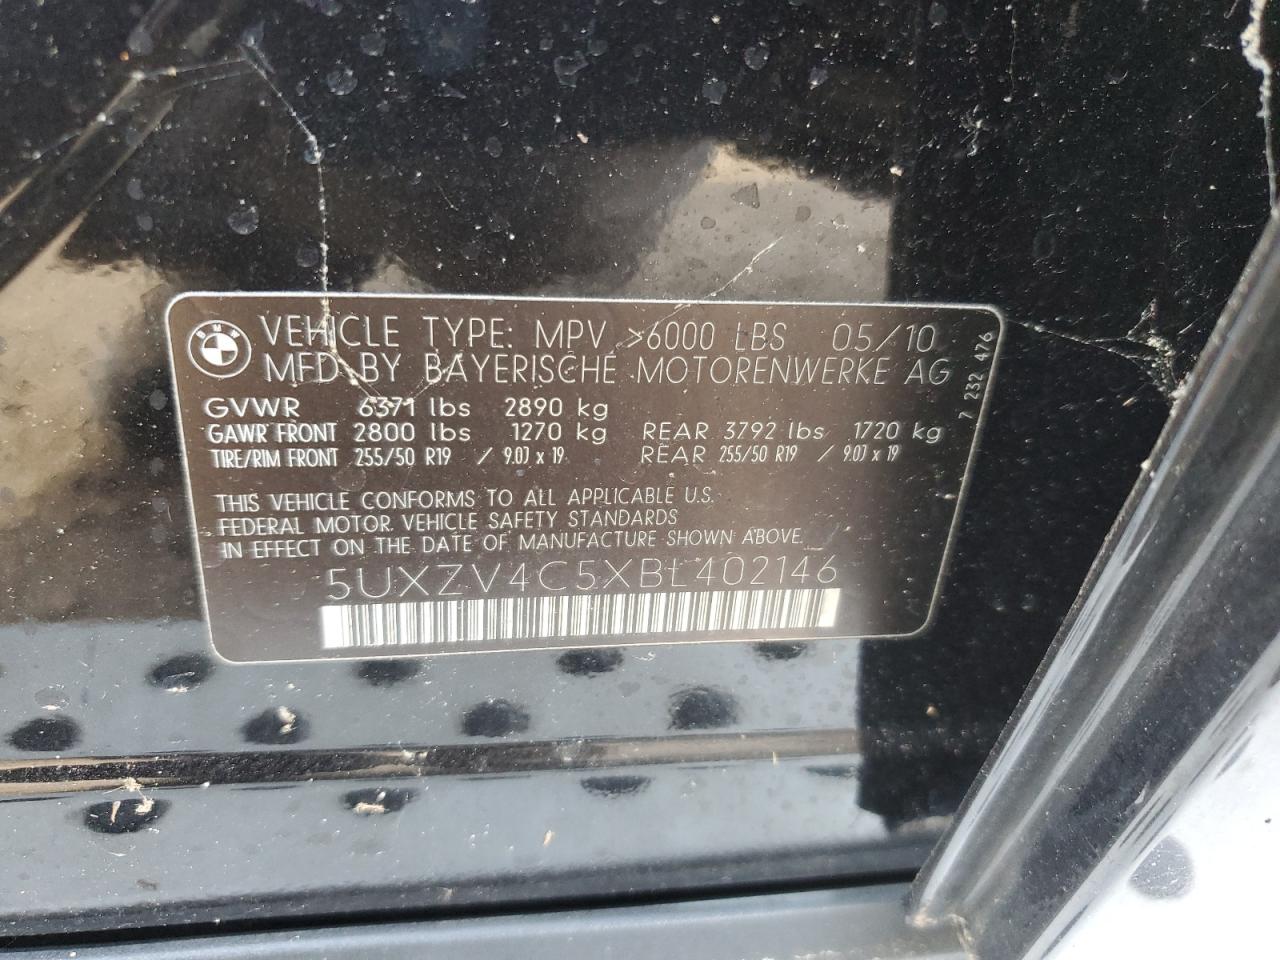 BMW
VEHICLE TYPE: MPV >6000 LBS 05/10
MFD BY BAYERISCHE MOTORENWERKE AG
GVWR 6371 lbs 2890 kg
GAWR FRONT 2800 lbs 1270 kg REAR 3792 lbs 1720 kg
TIRE/RIM FRONT 255/50 R19 / 9.0J x 19 REAR 255/50 R19 / 9.0J x 19
THIS VEHICLE CONFORMS TO ALL APPLICABLE U.S.
FEDERAL MOTOR VEHICLE SAFETY STANDARDS
IN EFFECT ON THE DATE OF MANUFACTURE SHOWN ABOVE.
5UXZV4C5XBL402146
7 232 476